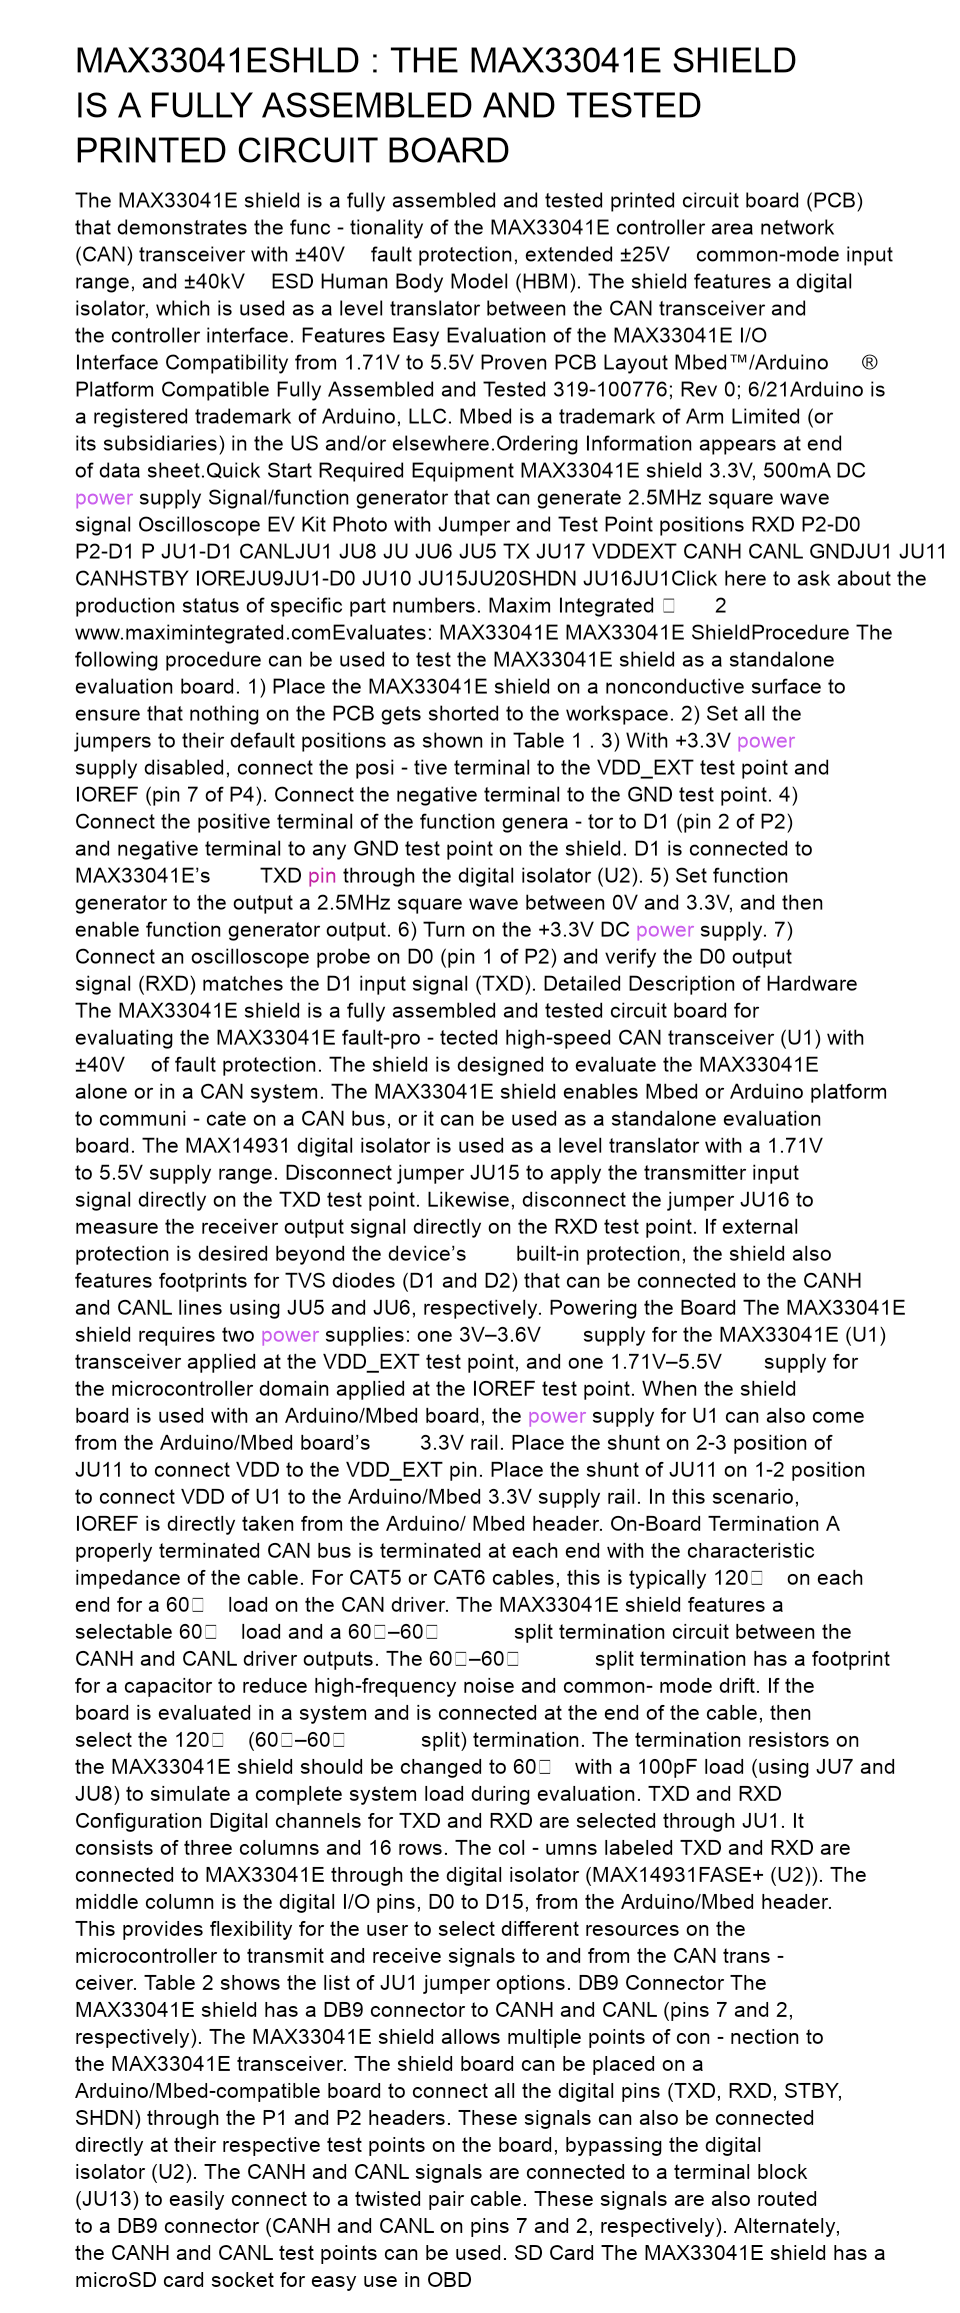 MAX33041ESHLD : THE MAX33041E SHIELD
IS A FULLY ASSEMBLED AND TESTED
PRINTED CIRCUIT BOARD
The MAX33041E shield is a fully assembled and tested printed circuit board (PCB)
that demonstrates the func - tionality of the MAX33041E controller area network
(CAN) transceiver with ±40V fault protection, extended ±25V common-mode input
range, and ±40kV ESD Human Body Model (HBM). The shield features a digital
isolator, which is used as a level translator between the CAN transceiver and
the controller interface. Features Easy Evaluation of the MAX33041E I/O
Interface Compatibility from 1.71V to 5.5V Proven PCB Layout Mbed™/Arduino ®
Platform Compatible Fully Assembled and Tested 319-100776; Rev 0; 6/21Arduino is
a registered trademark of Arduino, LLC. Mbed is a trademark of Arm Limited (or
its subsidiaries) in the US and/or elsewhere.Ordering Information appears at end
of data sheet.Quick Start Required Equipment MAX33041E shield 3.3V, 500mA DC
power supply Signal/function generator that can generate 2.5MHz square wave
signal Oscilloscope EV Kit Photo with Jumper and Test Point positions RXD P2-D0
P2-D1 P JU1-D1 CANLJU1 JU8 JU JU6 JU5 TX JU17 VDDEXT CANH CANL GNDJU1 JU11
CANHSTBY IOREJU9JU1-D0 JU10 JU15JU20SHDN JU16JU1Click here to ask about the
production status of specific part numbers. Maxim Integrated □ 2
www.maximintegrated.comEvaluates: MAX33041E MAX33041E ShieldProcedure The
following procedure can be used to test the MAX33041E shield as a standalone
evaluation board. 1) Place the MAX33041E shield on a nonconductive surface to
ensure that nothing on the PCB gets shorted to the workspace. 2) Set all the
jumpers to their default positions as shown in Table 1 . 3) With +3.3V power
supply disabled, connect the posi - tive terminal to the VDD_EXT test point and
IOREF (pin 7 of P4). Connect the negative terminal to the GND test point. 4)
Connect the positive terminal of the function genera - tor to D1 (pin 2 of P2)
and negative terminal to any GND test point on the shield. D1 is connected to
MAX33041E’s TXD pin through the digital isolator (U2). 5) Set function
generator to the output a 2.5MHz square wave between 0V and 3.3V, and then
enable function generator output. 6) Turn on the +3.3V DC power supply. 7)
Connect an oscilloscope probe on D0 (pin 1 of P2) and verify the D0 output
signal (RXD) matches the D1 input signal (TXD). Detailed Description of Hardware
The MAX33041E shield is a fully assembled and tested circuit board for
evaluating the MAX33041E fault-pro - tected high-speed CAN transceiver (U1) with
±40V of fault protection. The shield is designed to evaluate the MAX33041E
alone or in a CAN system. The MAX33041E shield enables Mbed or Arduino platform
to communi - cate on a CAN bus, or it can be used as a standalone evaluation
board. The MAX14931 digital isolator is used as a level translator with a 1.71V
to 5.5V supply range. Disconnect jumper JU15 to apply the transmitter input
signal directly on the TXD test point. Likewise, disconnect the jumper JU16 to
measure the receiver output signal directly on the RXD test point. If external
protection is desired beyond the device’s built-in protection, the shield also
features footprints for TVS diodes (D1 and D2) that can be connected to the CANH
and CANL lines using JU5 and JU6, respectively. Powering the Board The MAX33041E
shield requires two power supplies: one 3V–3.6V supply for the MAX33041E (U1)
transceiver applied at the VDD_EXT test point, and one 1.71V–5.5V supply for
the microcontroller domain applied at the IOREF test point. When the shield
board is used with an Arduino/Mbed board, the power supply for U1 can also come
from the Arduino/Mbed board’s 3.3V rail. Place the shunt on 2-3 position of
JU11 to connect VDD to the VDD_EXT pin. Place the shunt of JU11 on 1-2 position
to connect VDD of U1 to the Arduino/Mbed 3.3V supply rail. In this scenario,
IOREF is directly taken from the Arduino/ Mbed header. On-Board Termination A
properly terminated CAN bus is terminated at each end with the characteristic
impedance of the cable. For CAT5 or CAT6 cables, this is typically 120□ on each
end for a 60□ load on the CAN driver. The MAX33041E shield features a
selectable 60□ load and a 60□–60□ split termination circuit between the
CANH and CANL driver outputs. The 60□–60□ split termination has a footprint
for a capacitor to reduce high-frequency noise and common- mode drift. If the
board is evaluated in a system and is connected at the end of the cable, then
select the 120□ (60□–60□ split) termination. The termination resistors on
the MAX33041E shield should be changed to 60□ with a 100pF load (using JU7 and
JU8) to simulate a complete system load during evaluation. TXD and RXD
Configuration Digital channels for TXD and RXD are selected through JU1. It
consists of three columns and 16 rows. The col - umns labeled TXD and RXD are
connected to MAX33041E through the digital isolator (MAX14931FASE+ (U2)). The
middle column is the digital I/O pins, D0 to D15, from the Arduino/Mbed header.
This provides flexibility for the user to select different resources on the
microcontroller to transmit and receive signals to and from the CAN trans -
ceiver. Table 2 shows the list of JU1 jumper options. DB9 Connector The
MAX33041E shield has a DB9 connector to CANH and CANL (pins 7 and 2,
respectively). The MAX33041E shield allows multiple points of con - nection to
the MAX33041E transceiver. The shield board can be placed on a
Arduino/Mbed-compatible board to connect all the digital pins (TXD, RXD, STBY,
SHDN) through the P1 and P2 headers. These signals can also be connected
directly at their respective test points on the board, bypassing the digital
isolator (U2). The CANH and CANL signals are connected to a terminal block
(JU13) to easily connect to a twisted pair cable. These signals are also routed
to a DB9 connector (CANH and CANL on pins 7 and 2, respectively). Alternately,
the CANH and CANL test points can be used. SD Card The MAX33041E shield has a
microSD card socket for easy use in OBD